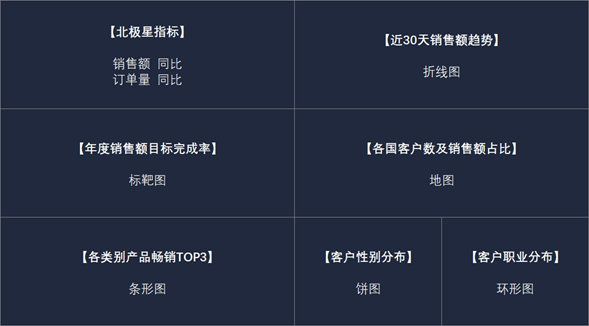 【北极星指标】
销售额 同比
订单量 同比
【近30天销售额趋势】
折线图
【年度销售额目标完成率】
标靶图
【各国客户数及销售额占比】
地图
【各类别产品畅销TOP3】
条形图
【客户性别分布】
饼图
【客户职业分布】
环形图